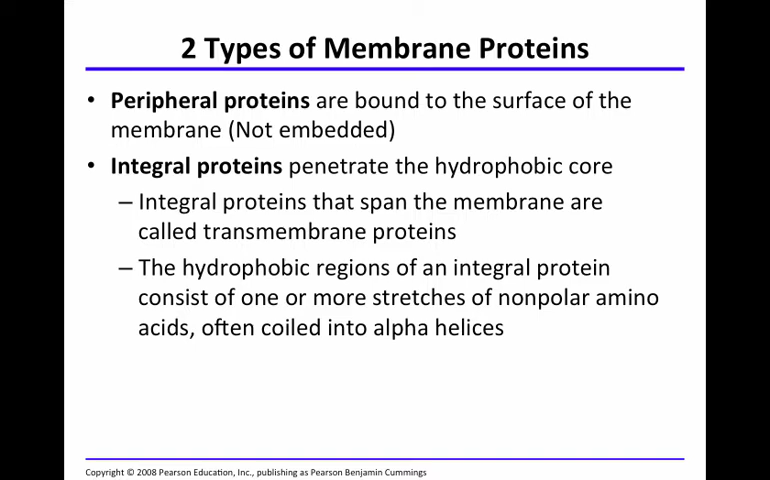 2 Types of Membrane Proteins
• Peripheral proteins are bound to the surface of the
membrane (Not embedded)
• Integral proteins penetrate the hydrophobic core
– Integral proteins that span the membrane are
called transmembrane proteins
– The hydrophobic regions of an integral protein
consist of one or more stretches of nonpolar amino
acids, often coiled into alpha helices
Copyright © 2008 Pearson Education, Inc., publishing as Pearson Benjamin Cummings